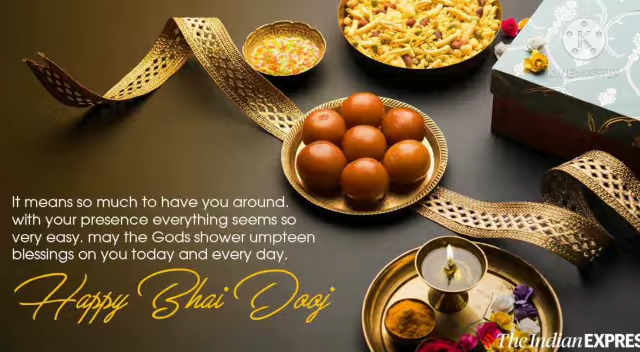 It means so much to have you around.
with your presence everything seems so
very easy. may the Gods shower umpteen
blessings on you today and every day.
Happy Bhai Dooj
The Indian EXPRE